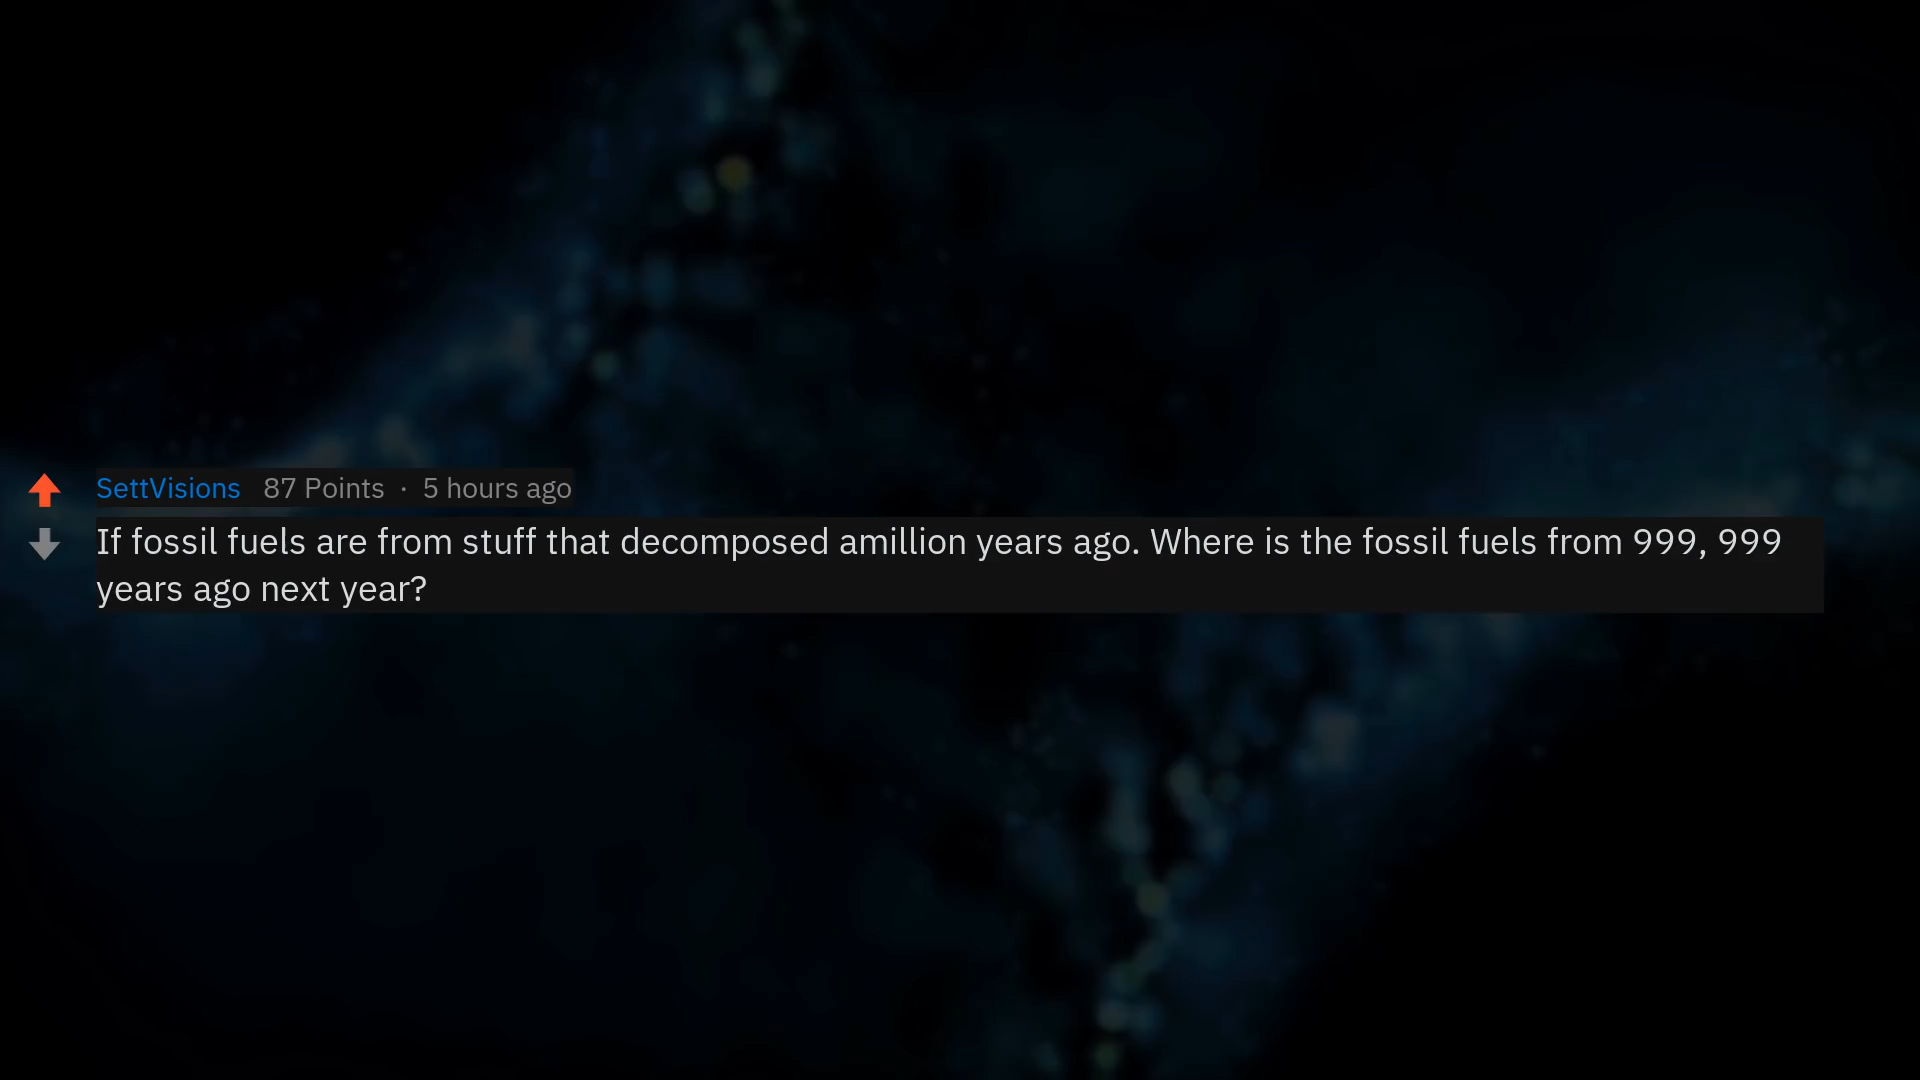 SettVisions 87 Points · 5 hours ago
If fossil fuels are from stuff that decomposed amillion years ago. Where is the fossil fuels from 999, 999
years ago next year?